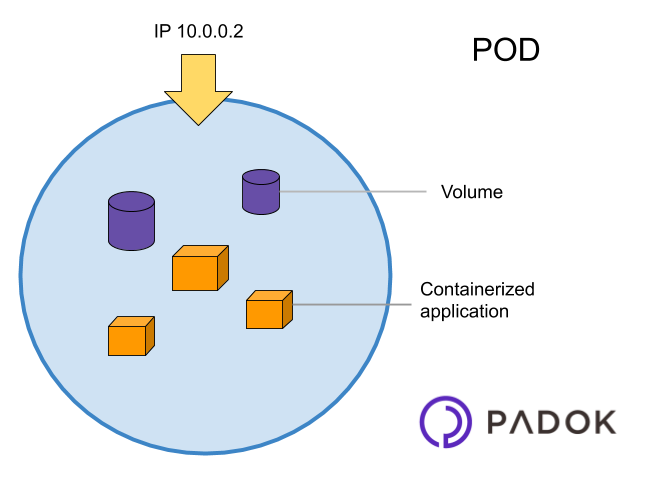 IP 10.0.0.2
POD
Volume
Containerized
application
PADOK